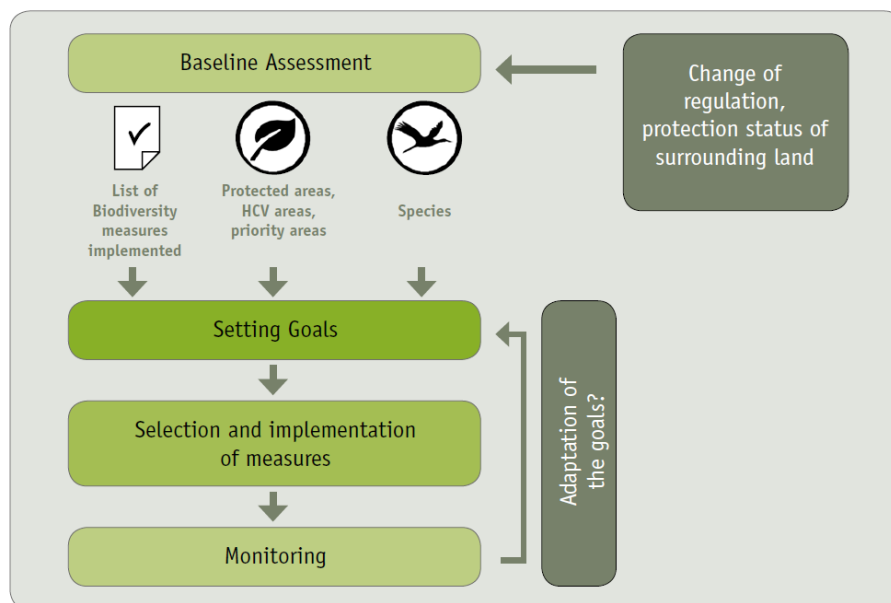 Baseline Assessment
Change of
regulation,
protection status of
surrounding land
List of
Biodiversity
measures
implemented
Protected areas,
HCV areas,
priority areas
Species
Setting Goals
Selection and implementation
of measures
Monitoring
Adaptation of
the goals?